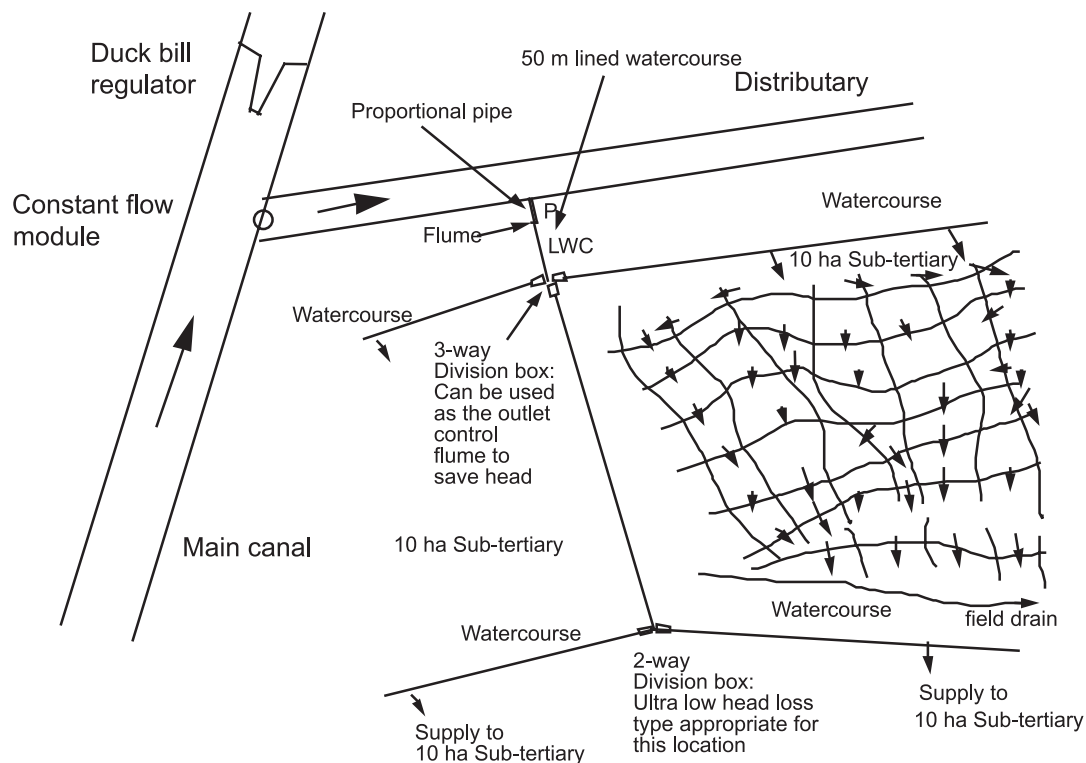 Duck bill
regulator
50 m lined watercourse
Distributary
Proportional pipe
Constant flow
module
P
Flume
LWC
Watercourse
10 ha Sub-tertiary
Watercourse
3-way
Division box:
Can be used
as the outlet
control
flume to
save head
Main canal
10 ha Sub-tertiary
Watercourse
field drain
Watercourse
2-way
Division box:
Ultra low head loss
type appropriate for
this location
Supply to
10 ha Sub-tertiary
Supply to
10 ha Sub-tertiary